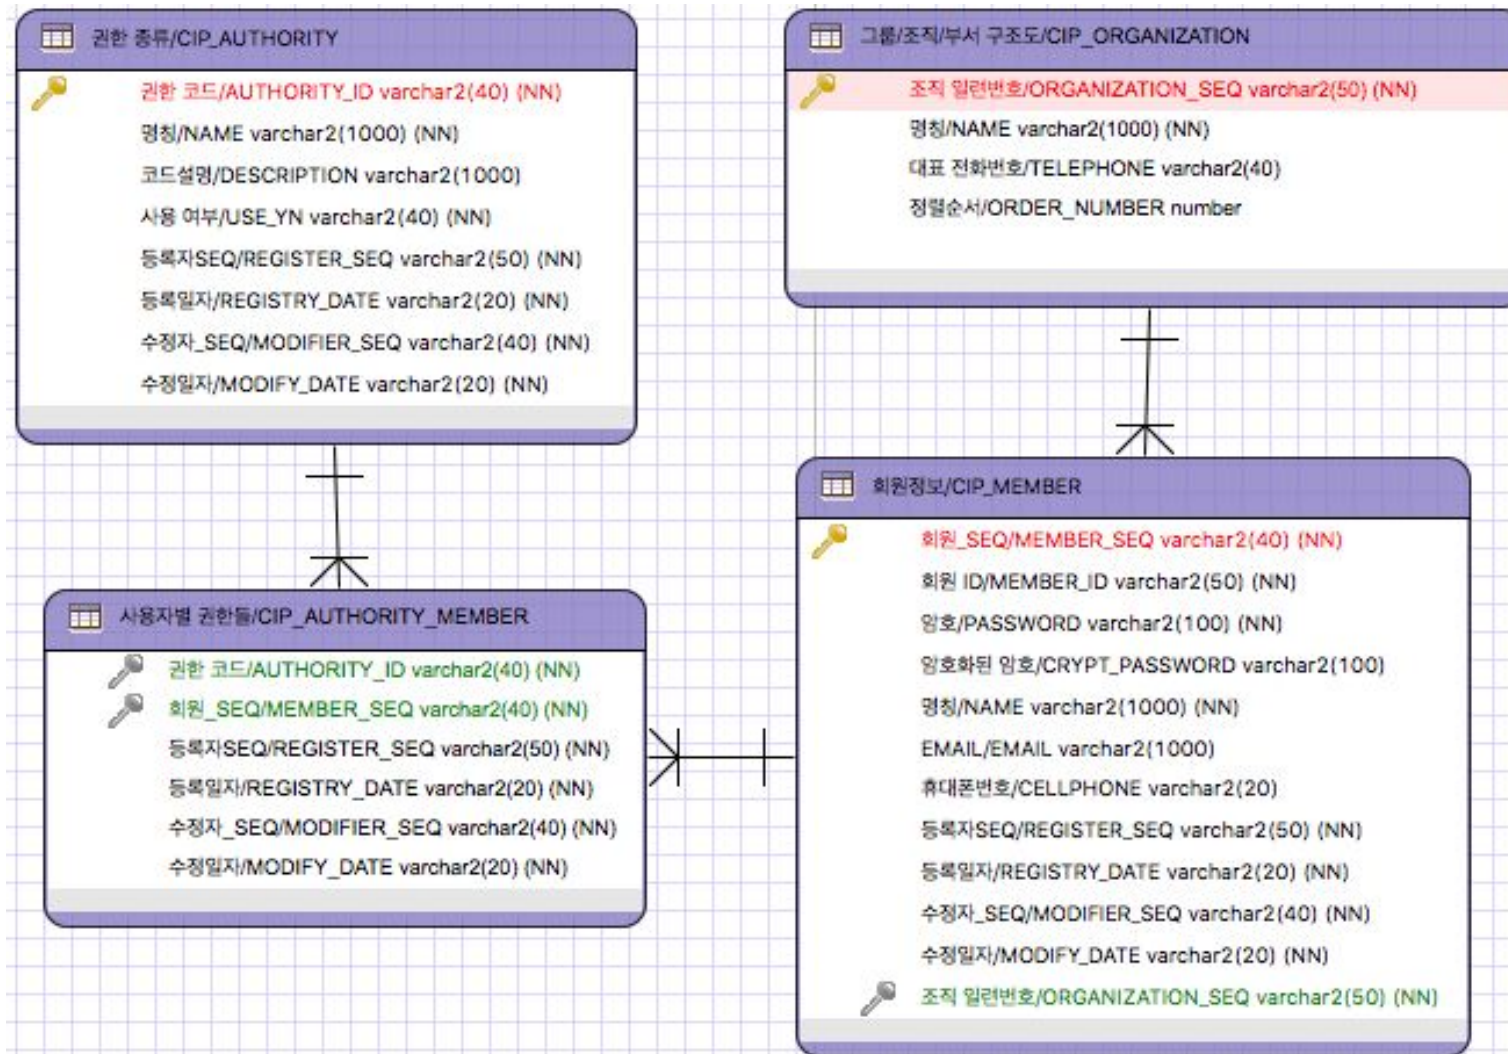 권한 종류/CIP_AUTHORITY
권한 코드/AUTHORITY_ID varchar2(40) (NN)
명칭/NAME varchar2(1000) (NN)
코드설명/DESCRIPTION varchar2(1000)
사용 여부/USE_YN varchar2(40) (NN)
등록자SEQ/REGISTER_SEQ varchar2(50) (NN)
등록일자/REGISTRY_DATE varchar2(20) (NN)
수정자_SEQ/MODIFIER_SEQ varchar2(40) (NN)
수정일자/MODIFY_DATE varchar2(20) (NN)
그룹/조직/부서 구조도/CIP_ORGANIZATION
조직 일련번호/ORGANIZATION_SEQ varchar2(50) (NN)
명칭/NAME varchar2(1000) (NN)
대표 전화번호/TELEPHONE varchar2(40)
정렬순서/ORDER_NUMBER number
사용자별 권한들/CIP_AUTHORITY_MEMBER
권한 코드/AUTHORITY_ID varchar2(40) (NN)
회원_SEQ/MEMBER_SEQ varchar2(40) (NN)
등록자SEQ/REGISTER_SEQ varchar2(50) (NN)
등록일자/REGISTRY_DATE varchar2(20) (NN)
수정자_SEQ/MODIFIER_SEQ varchar2(40) (NN)
수정일자/MODIFY_DATE varchar2(20) (NN)
회원정보/CIP_MEMBER
회원_SEQ/MEMBER_SEQ varchar2(40) (NN)
회원 ID/MEMBER_ID varchar2(50) (NN)
암호/PASSWORD varchar2(100) (NN)
암호화된 암호/CRYPT_PASSWORD varchar2(100)
명칭/NAME varchar2(1000) (NN)
EMAIL/EMAIL varchar2(1000)
휴대폰번호/CELLPHONE varchar2(20)
등록자SEQ/REGISTER_SEQ varchar2(50) (NN)
등록일자/REGISTRY_DATE varchar2(20) (NN)
수정자_SEQ/MODIFIER_SEQ varchar2(40) (NN)
수정일자/MODIFY_DATE varchar2(20) (NN)
조직 일련번호/ORGANIZATION_SEQ varchar2(50) (NN)